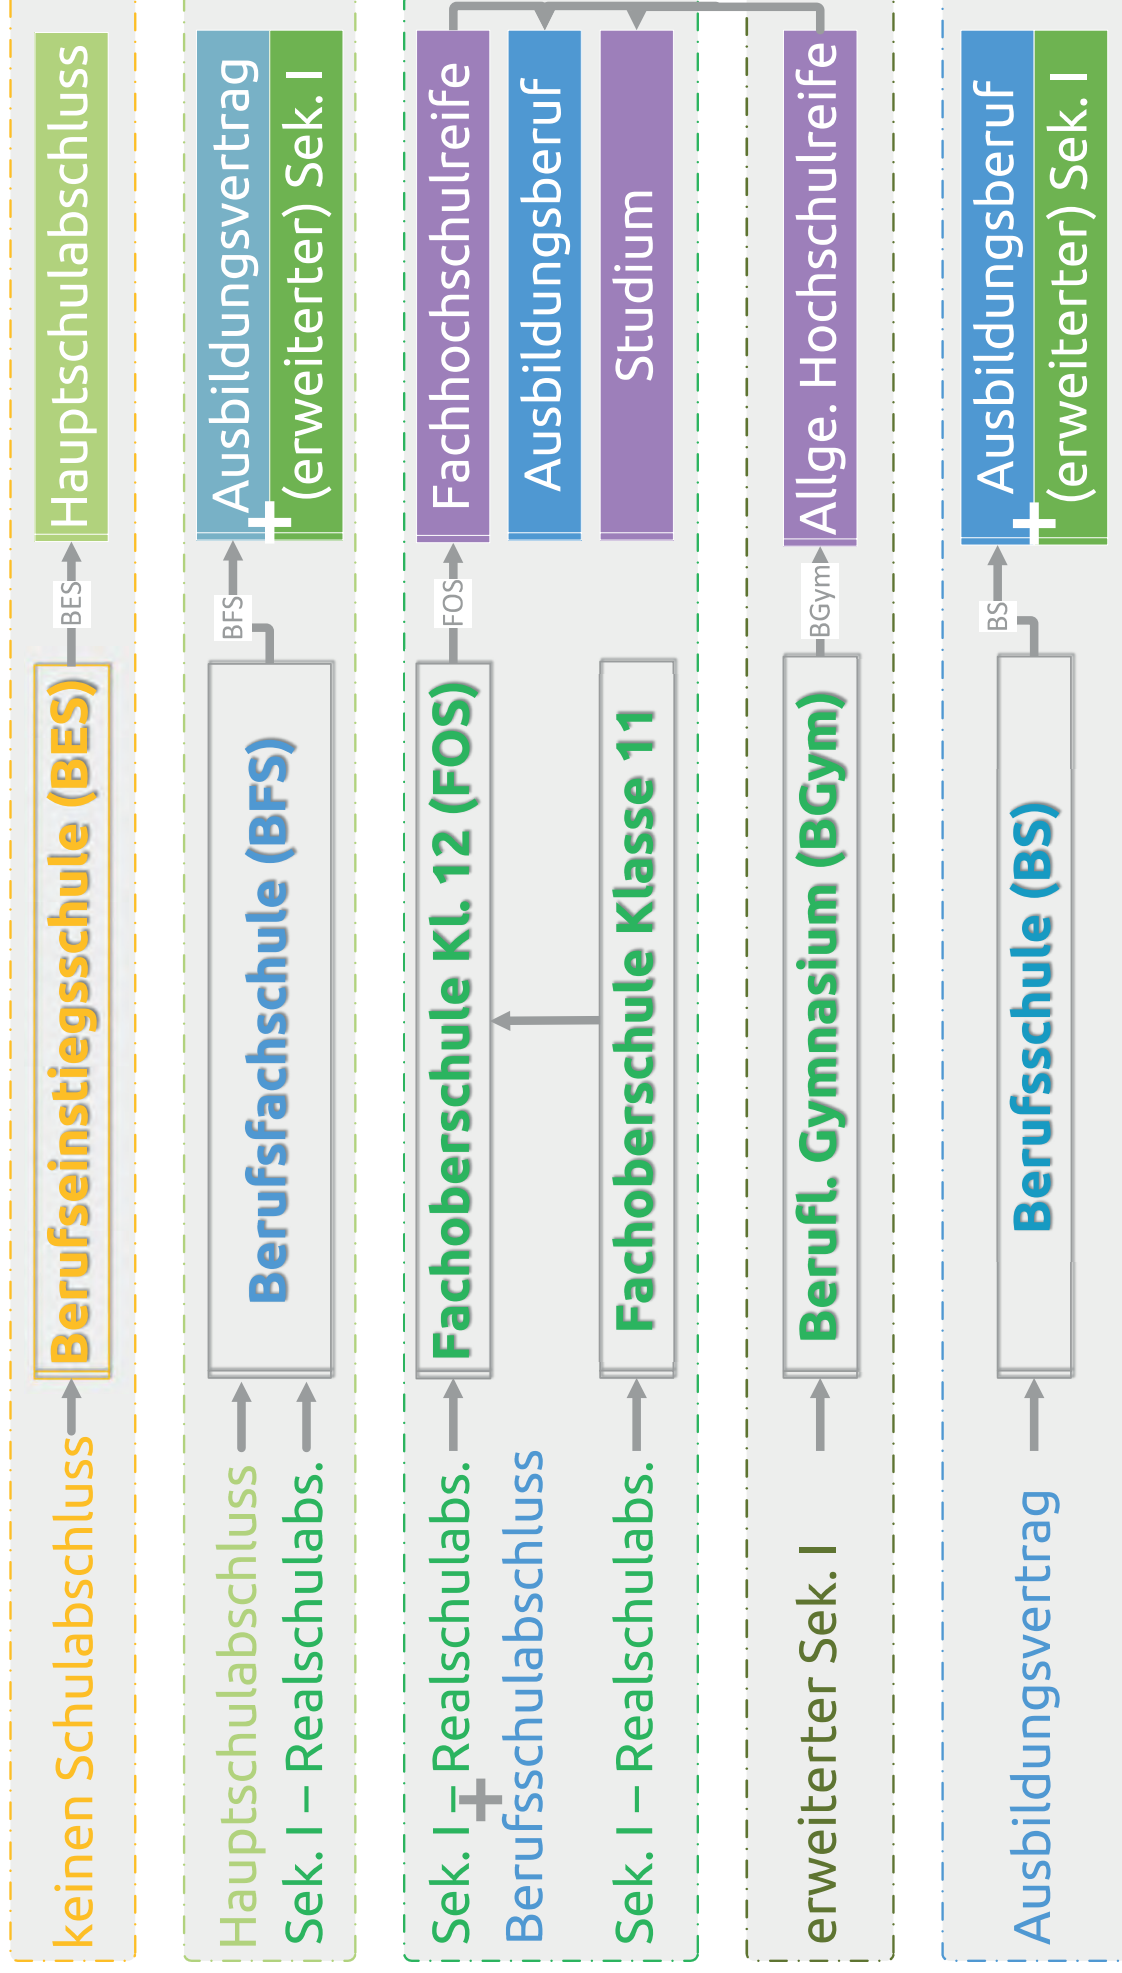 keinen Schulabschluss
Berufseinstiegsschule (BES)
BES
Hauptschulabschluss
Hauptschulabschluss
Sek. I – Realschulabs.
Berufsfachschule (BFS)
BFS
Ausbildungsvertrag
+
(erweiterter) Sek. I
Sek. I – Realschulabs.
+
Berufsschulabschluss
Fachoberschule Kl. 12 (FOS)
FOS
Fachhochschulreife
Ausbildungsberuf
Sek. I – Realschulabs.
Fachoberschule Klasse 11
Studium
erweiterter Sek. I
Berufl. Gymnasium (BGym)
BGym
Allge. Hochschulreife
Ausbildungsvertrag
Berufsschule (BS)
BS
Ausbildungsberuf
+
(erweiterter) Sek. I